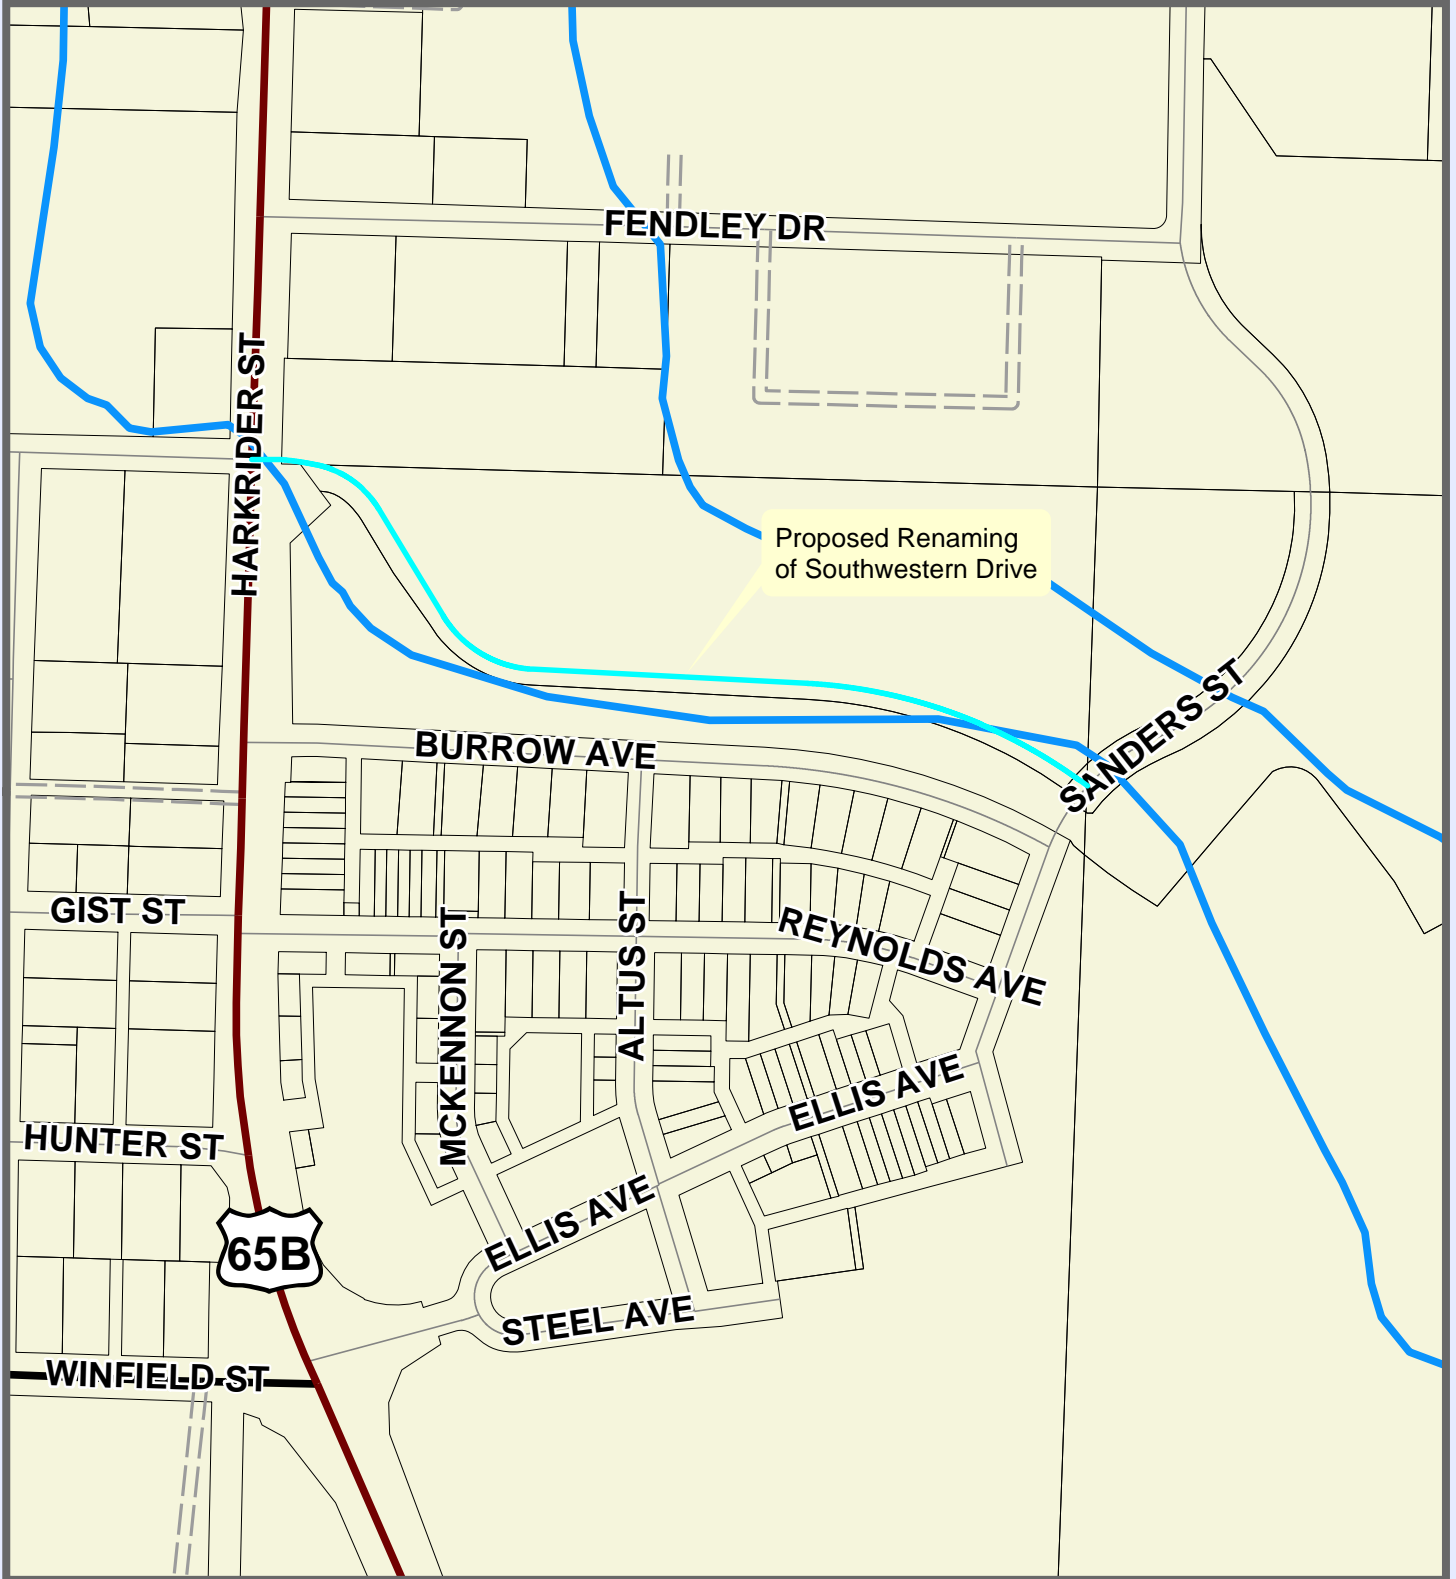 FENDLEY DR
HARKRIDER ST
Proposed Renaming
of Southwestern Drive
SANDERS ST
BURROW AVE
GIST ST
MCKENNON ST
ALTUS ST
REYNOLDS AVE
ELLIS AVE
HUNTER ST
ELLIS AVE
65B
STEEL AVE
WINFIELD ST